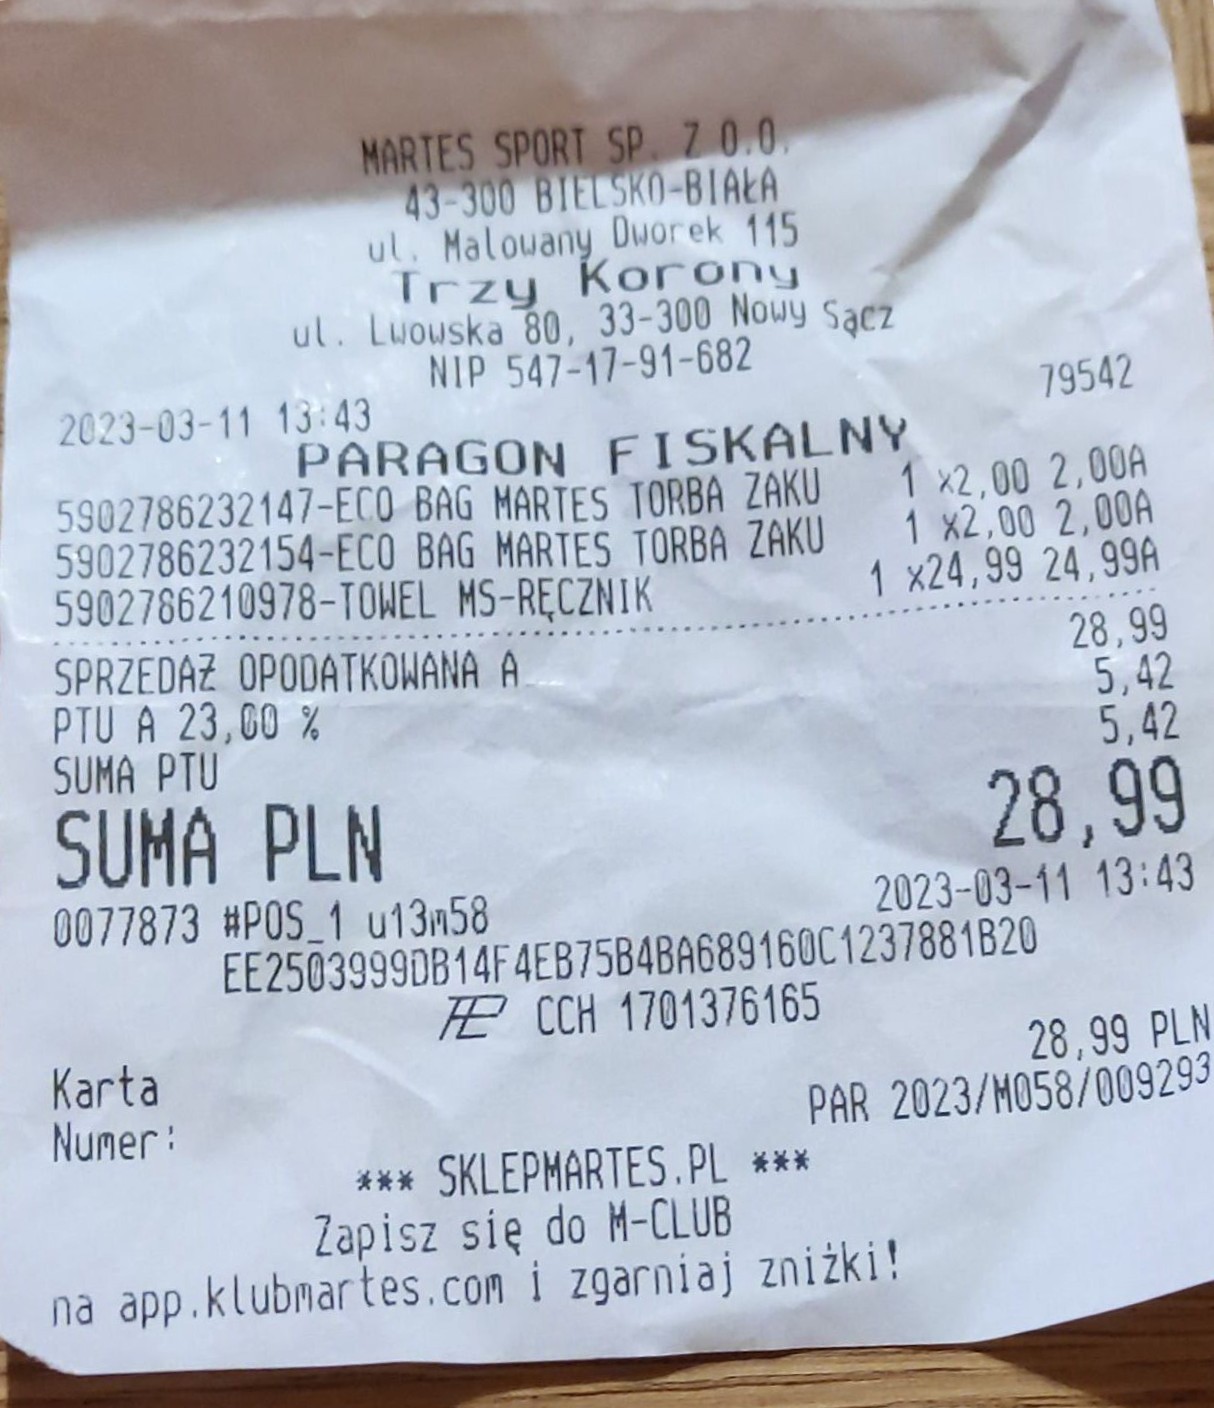 MARTES SPORT SP. Z O.O.
43-300 BIELSKO-BIAŁA
ul. Malowany Dworek 115
Trzy Korony
ul. Lwowska 80, 33-300 Nowy Sącz
NIP 547-17-91-682
2023-03-11 13:43 79542
PARAGON FISKALNY
5902786232147-ECO BAG MARTES TORBA ZAKU 1 x2,00 2,00A
5902786232154-ECO BAG MARTES TORBA ZAKU 1 x2,00 2,00A
5902786210978-TOWEL MS-RĘCZNIK 1 x24,99 24,99A
SPRZEDAŻ OPODATKOWANA A 28,99
PTU A 23,00 % 5,42
SUMA PTU 5,42
SUMA PLN 28,99
0077873 #POS_1 u13m58 2023-03-11 13:43
EE2503999DB14F4EB75B4BA689160C1237881B20
CCH 1701376165
Karta 28,99 PLN
Numer: PAR 2023/M058/009293
*** SKLEPMARTES.PL ***
Zapisz się do M-CLUB
na app.klubmartes.com i zgarniaj zniżki!